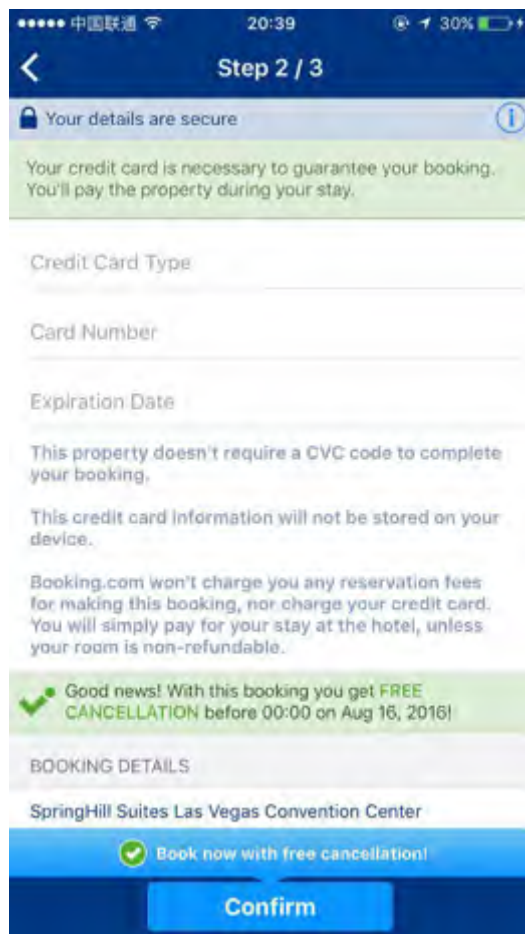 中国联通
20:39
30%
Step 2 / 3
Your details are secure
Your credit card is necessary to guarantee your booking.
You'll pay the property during your stay.
Credit Card Type
Card Number
Expiration Date
This property doesn't require a CVC code to complete
your booking.
This credit card information will not be stored on your
device.
Booking.com won't charge you any reservation fees
for making this booking, nor charge your credit card.
You will simply pay for your stay at the hotel, unless
your room is non-refundable.
Good news! With this booking you get FREE
CANCELLATION before 00:00 on Aug 16, 2016!
BOOKING DETAILS
SpringHill Suites Las Vegas Convention Center
Book now with free cancellation!
Confirm